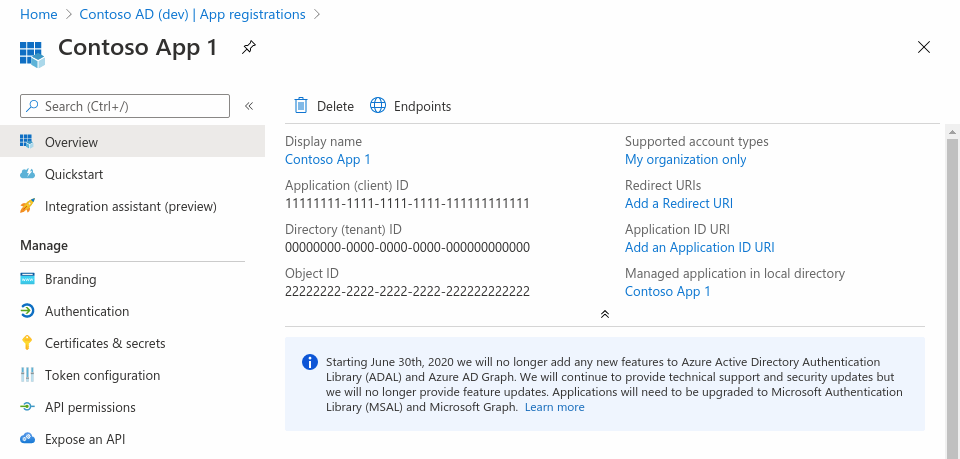 Home > Contoso AD (dev) | App registrations >
Contoso App 1
Search (Ctrl+/)
«
Overview
Quickstart
Integration assistant (preview)
Manage
Branding
Authentication
Certificates & secrets
Token configuration
API permissions
Expose an API
Delete
Endpoints
Display name
Contoso App 1
Application (client) ID
11111111-1111-1111-1111-111111111111
Directory (tenant) ID
00000000-0000-0000-0000-000000000000
Object ID
22222222-2222-2222-2222-222222222222
Supported account types
My organization only
Redirect URIs
Add a Redirect URI
Application ID URI
Add an Application ID URI
Managed application in local directory
Contoso App 1
Starting June 30th, 2020 we will no longer add any new features to Azure Active Directory Authentication
Library (ADAL) and Azure AD Graph. We will continue to provide technical support and security updates but
we will no longer provide feature updates. Applications will need to be upgraded to Microsoft Authentication
Library (MSAL) and Microsoft Graph. Learn more